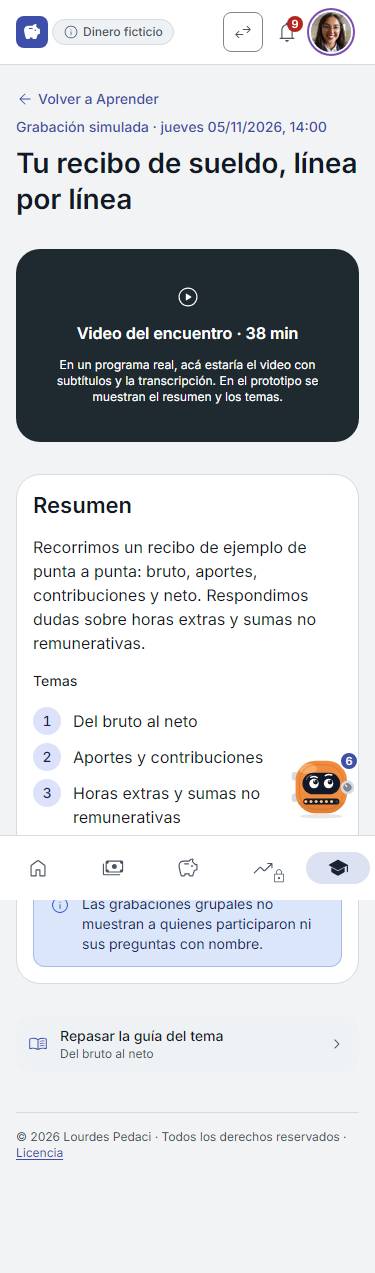 Dinero ficticio
9
Volver a Aprender
Grabación simulada · jueves 05/11/2026, 14:00
Tu recibo de sueldo, línea
por línea
Video del encuentro · 38 min
En un programa real, acá estaría el video con
subtítulos y la transcripción. En el prototipo se
muestran el resumen y los temas.
Resumen
Recorrimos un recibo de ejemplo de
punta a punta: bruto, aportes,
contribuciones y neto. Respondimos
dudas sobre horas extras y sumas no
remunerativas.
Temas
1 Del bruto al neto
2 Aportes y contribuciones
6
3 Horas extras y sumas no
remunerativas
Las grabaciones grupales no
muestran a quienes participaron ni
sus preguntas con nombre.
Repasar la guía del tema
Del bruto al neto
© 2026 Lourdes Pedaci · Todos los derechos reservados ·
Licencia